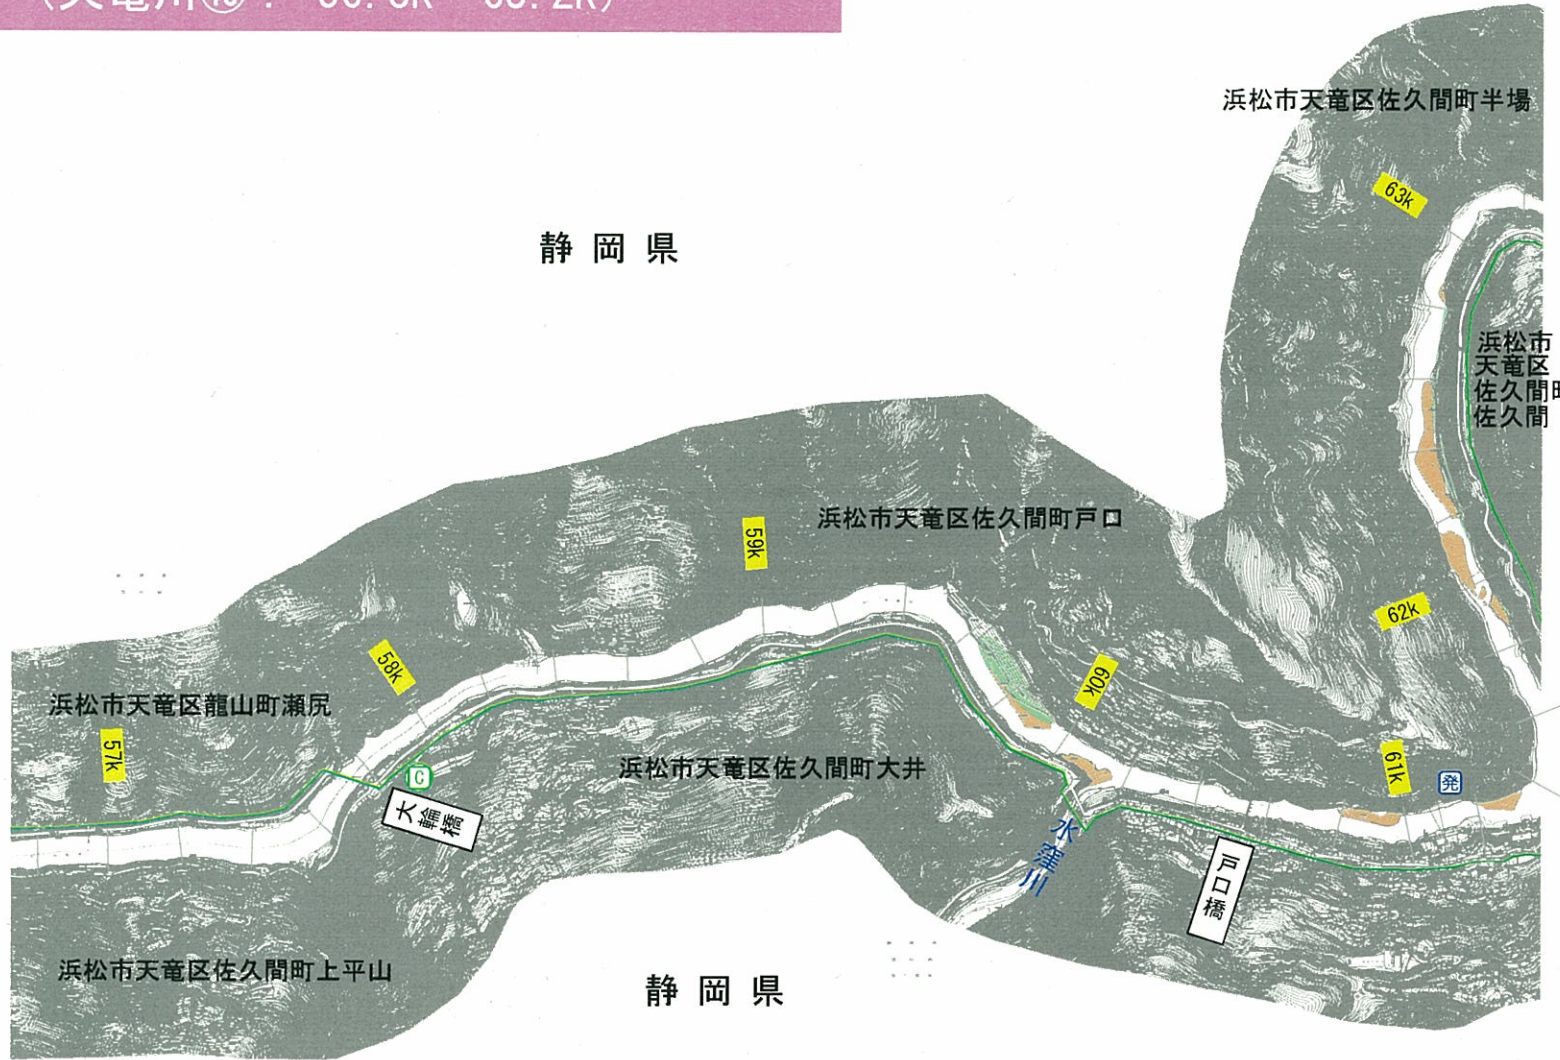 浜松市天竜区佐久間町半場
63k
静岡県
浜松市
天竜区
佐久間町
佐久間
59k
浜松市天竜区佐久間町戸口
62k
58k
60k
浜松市天竜区龍山町瀬尻
57k
浜松市天竜区佐久間町大井
61k
発
C
大輪橋
水窪川
戸口橋
浜松市天竜区佐久間町上平山
静岡県